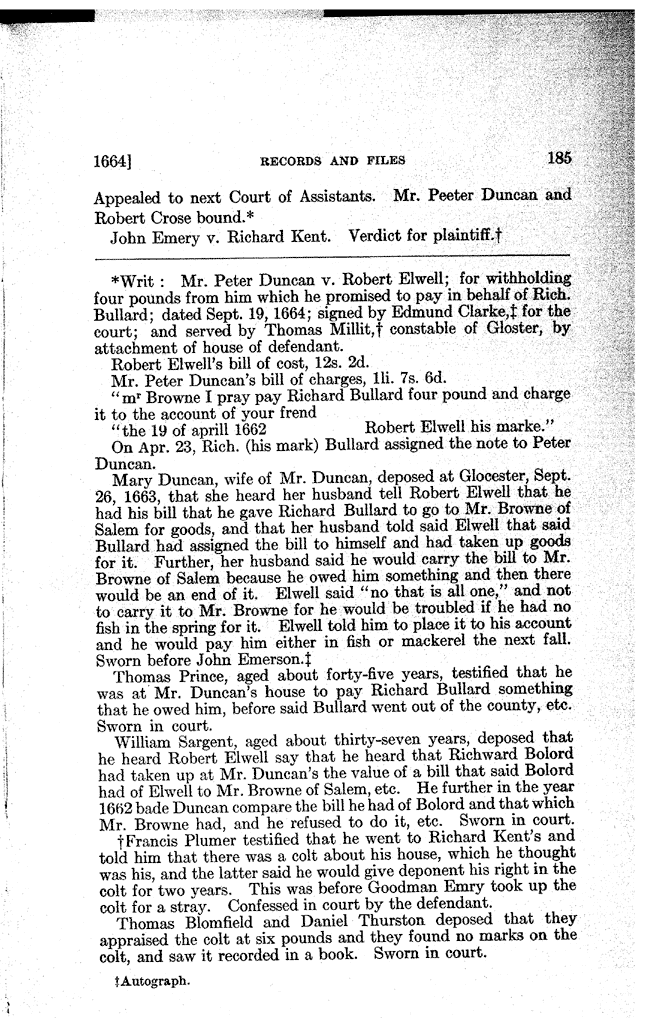 1664] RECORDS AND FILES 185
Appealed to next Court of Assistants. Mr. Peeter Duncan and
Robert Crose bound.*
John Emery v. Richard Kent. Verdict for plaintiff.†
*Writ : Mr. Peter Duncan v. Robert Elwell; for withholding
four pounds from him which he promised to pay in behalf of Rich.
Bullard; dated Sept. 19, 1664; signed by Edmund Clarke,‡ for the
court; and served by Thomas Millit,† constable of Gloster, by
attachment of house of defendant.
Robert Elwell's bill of cost, 12s. 2d.
Mr. Peter Duncan's bill of charges, 1li. 7s. 6d.
"mr Browne I pray pay Richard Bullard four pound and charge
it to the account of your frend
"the 19 of aprill 1662 Robert Elwell his marke."
On Apr. 23, Rich. (his mark) Bullard assigned the note to Peter
Duncan.
Mary Duncan, wife of Mr. Duncan, deposed at Glocester, Sept.
26, 1663, that she heard her husband tell Robert Elwell that he
had his bill that he gave Richard Bullard to go to Mr. Browne of
Salem for goods, and that her husband told said Elwell that said
Bullard had assigned the bill to himself and had taken up goods
for it. Further, her husband said he would carry the bill to Mr.
Browne of Salem because he owed him something and then there
would be an end of it. Elwell said "no that is all one," and not
to carry it to Mr. Browne for he would be troubled if he had no
fish in the spring for it. Elwell told him to place it to his account
and he would pay him either in fish or mackerel the next fall.
Sworn before John Emerson.‡
Thomas Prince, aged about forty-five years, testified that he
was at Mr. Duncan's house to pay Richard Bullard something
that he owed him, before said Bullard went out of the county, etc.
Sworn in court.
William Sargent, aged about thirty-seven years, deposed that
he heard Robert Elwell say that he heard that Richward Bolord
had taken up at Mr. Duncan's the value of a bill that said Bolord
had of Elwell to Mr. Browne of Salem, etc. He further in the year
1662 bade Duncan compare the bill he had of Bolord and that which
Mr. Browne had, and he refused to do it, etc. Sworn in court.
†Francis Plumer testified that he went to Richard Kent's and
told him that there was a colt about his house, which he thought
was his, and the latter said he would give deponent his right in the
colt for two years. This was before Goodman Emry took up the
colt for a stray. Confessed in court by the defendant.
Thomas Blomfield and Daniel Thurston deposed that they
appraised the colt at six pounds and they found no marks on the
colt, and saw it recorded in a book. Sworn in court.
‡Autograph.